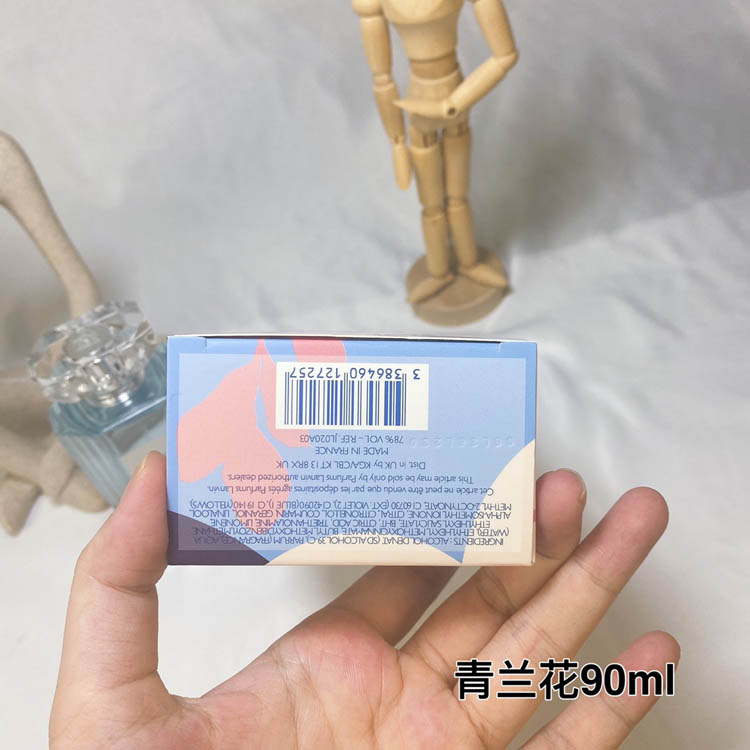 INGREDIENTS: ALCOHOL DENAT. (SD ALCOHOL 39-C), PARFUM (FRAGRANCE), AQUA
(WATER), ETHYLHEXYL METHOXYCINNAMATE, BUTYL METHOXYDIBENZOYLMETHANE,
ETHYLHEXYL SALICYLATE, BHT, CITRIC ACID, TRIETHANOLAMINE, LIMONENE,
ALPHA-ISOMETHYL IONONE, CITRAL, CITRONELLOL, COUMARIN, GERANIOL, LINALOOL,
METHYL 2-OCTYNOATE, CI 60730 (EXT. VIOLET 2), CI 42090 (BLUE 1), CI 19140 (YELLOW 5).
Cet article ne peut être vendu que par les dépositaires agréés Parfums Lanvin.
This article may be sold only by Parfums Lanvin authorized dealers.
Dist in UK by KGA/CBL, KT13 8RX UK
MADE IN FRANCE
78% VOL - REF. JL020A03
3 386460 127257
青兰花90ml